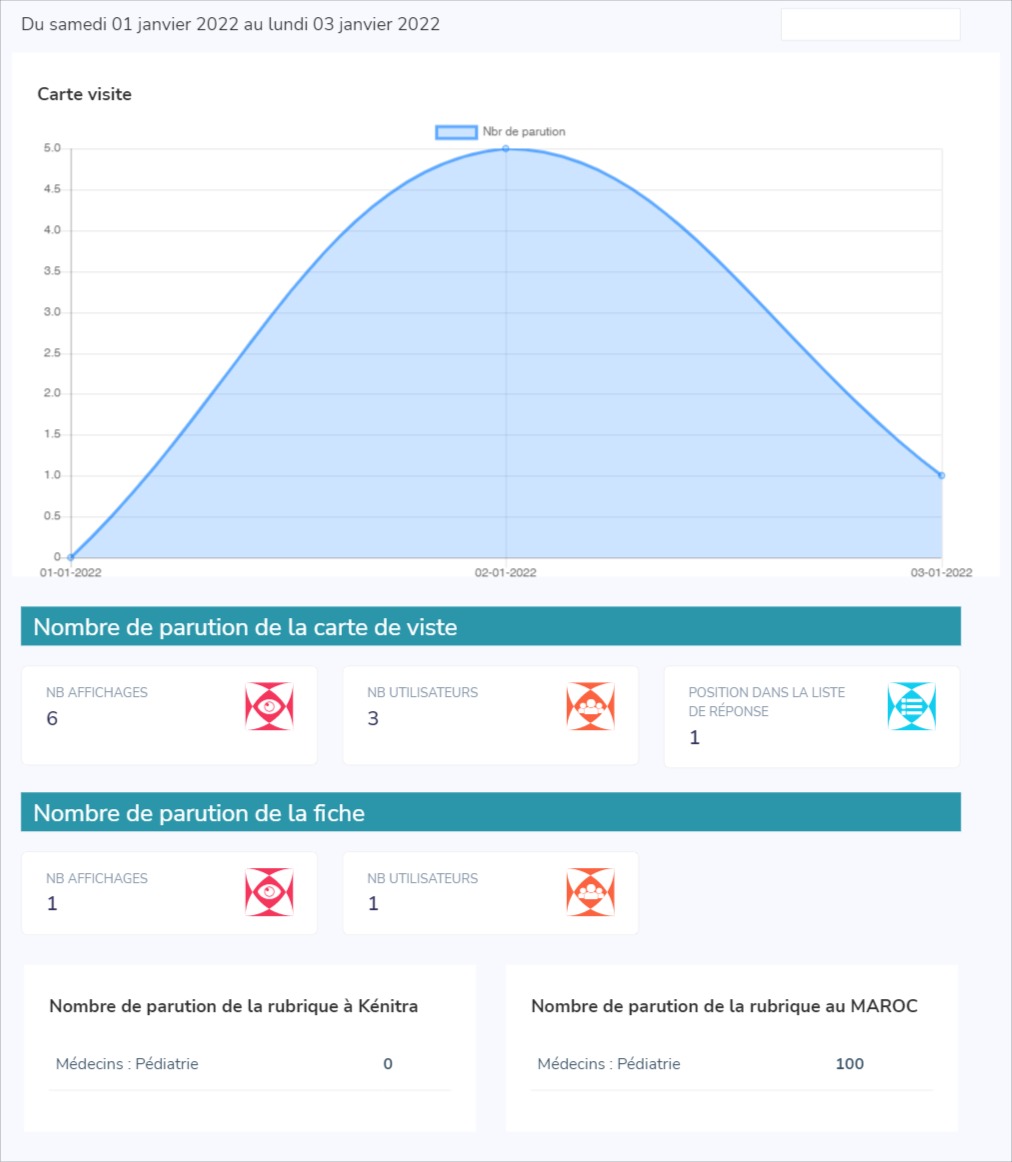 Du samedi 01 janvier 2022 au lundi 03 janvier 2022
Carte visite
Nbr de parution
5.0
4.5
4.0
3.5
3.0
2.5
2.0
1.5
1.0
0.5
0
01-01-2022 02-01-2022 03-01-2022
Nombre de parution de la carte de viste
NB AFFICHAGES
6
NB UTILISATEURS
3
POSITION DANS LA LISTE
DE RÉPONSE
1
Nombre de parution de la fiche
NB AFFICHAGES
1
NB UTILISATEURS
1
Nombre de parution de la rubrique à Kénitra
Médecins : Pédiatrie 0
Nombre de parution de la rubrique au MAROC
Médecins : Pédiatrie 100